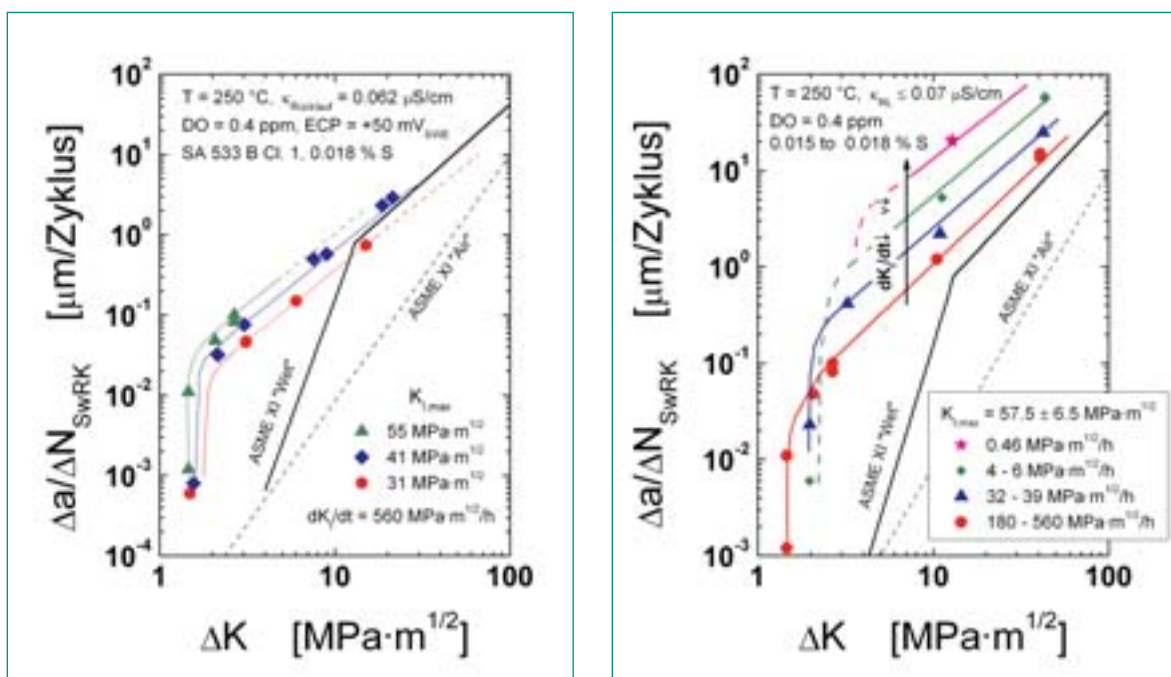 10²
10¹
10⁰
10⁻¹
10⁻²
10⁻³
10⁻⁴
1
10
100
Δa/ΔN_SwRK [μm/Zyklus]
ΔK [MPa·m^1/2]
T = 250 °C, κ = 0.062 μS/cm
DO = 0.4 ppm, ECP = +50 mV
SA 533 B Cl. 1, 0.018 % S
ASME XI "Wet"
ASME XI "Air"
K_I,max
55 MPa·m^1/2
41 MPa·m^1/2
31 MPa·m^1/2
dK_I/dt = 560 MPa·m^1/2/h
10²
10¹
10⁰
10⁻¹
10⁻²
10⁻³
1
10
100
Δa/ΔN_SwRK [μm/Zyklus]
ΔK [MPa·m^1/2]
T = 250 °C, κ ≤ 0.07 μS/cm
DO = 0.4 ppm
0.015 to 0.018 % S
dK_I/dt↓ ν↓
ASME XI "Wet"
ASME XI "Air"
K_I,max = 57.5 ± 6.5 MPa·m^1/2
0.46 MPa·m^1/2/h
4 - 6 MPa·m^1/2/h
32 - 39 MPa·m^1/2/h
180 - 560 MPa·m^1/2/h